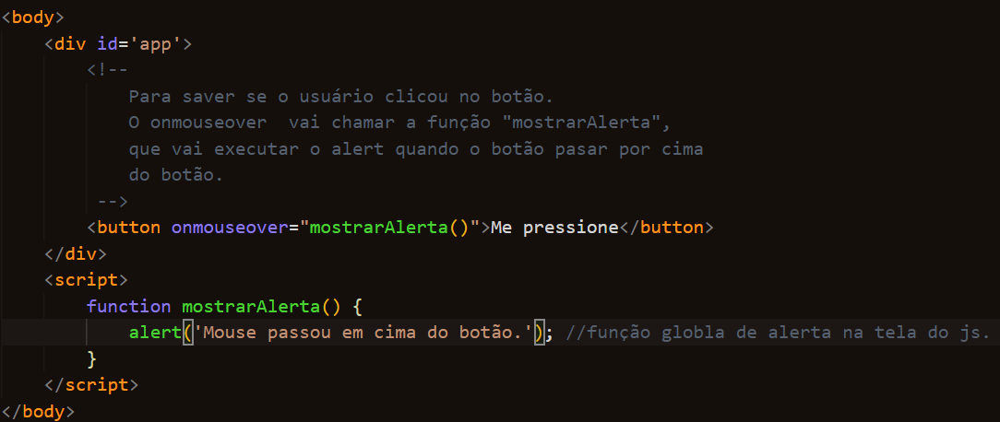 <body>
<div id='app'>
<!--
Para saver se o usuário clicou no botão.
O onmouseover  vai chamar a função "mostrarAlerta",
que vai executar o alert quando o botão pasar por cima
do botão.
-->
<button onmouseover="mostrarAlerta()">Me pressione</button>
</div>
<script>
function mostrarAlerta() {
alert('Mouse passou em cima do botão.'); //função globla de alerta na tela do js.
}
</script>
</body>